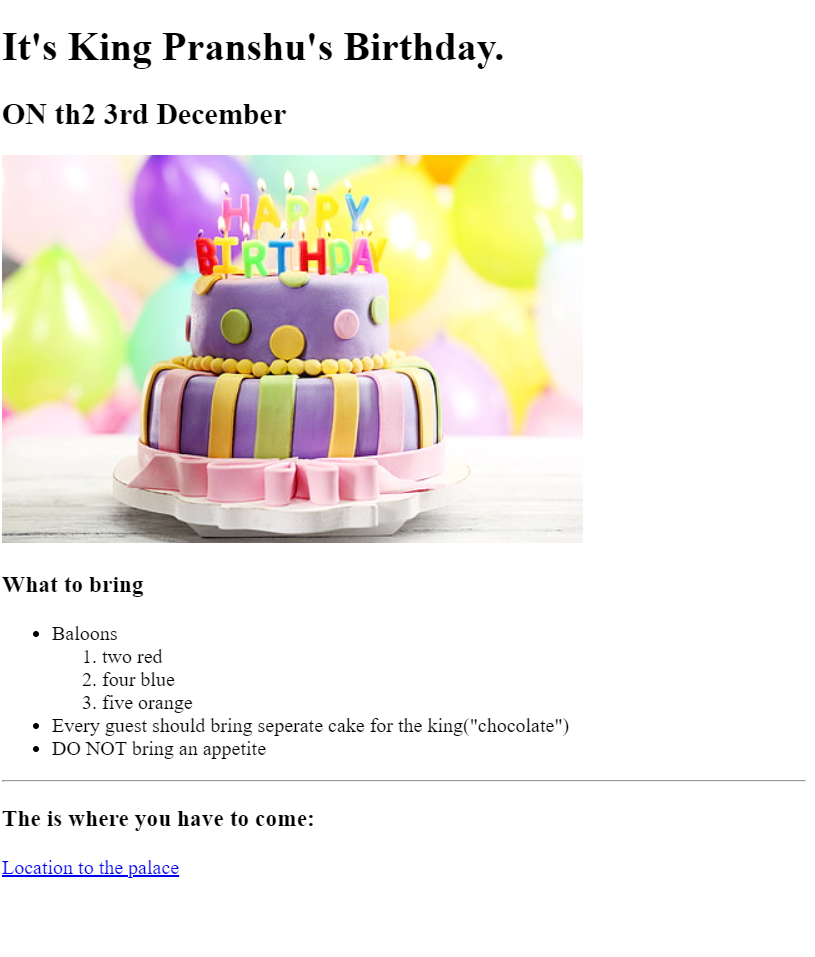 It's King Pranshu's Birthday.
ON th2 3rd December
HAPPY
BIRTHDAY
What to bring
• Baloons
1. two red
2. four blue
3. five orange
• Every guest should bring seperate cake for the king("chocolate")
• DO NOT bring an appetite
The is where you have to come:
Location to the palace